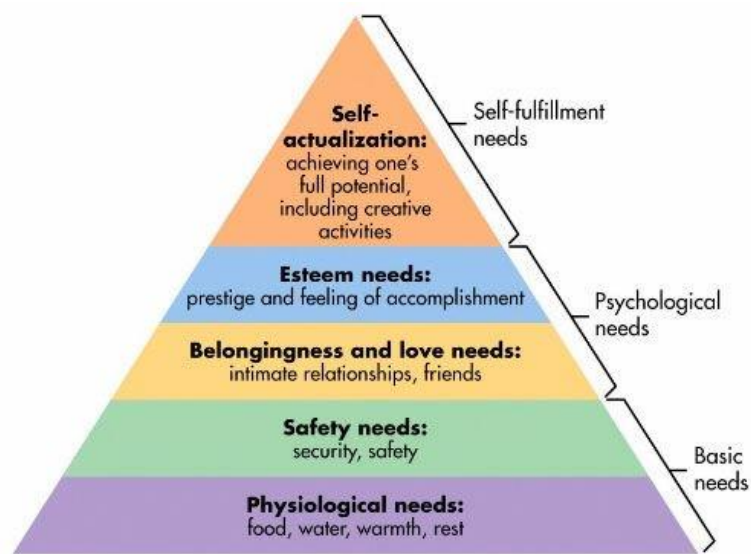 Self-
actualization:
achieving one's
full potential,
including creative
activities
Self-fulfillment
needs
Esteem needs:
prestige and feeling of accomplishment
Psychological
needs
Belongingness and love needs:
intimate relationships, friends
Safety needs:
security, safety
Basic
needs
Physiological needs:
food, water, warmth, rest